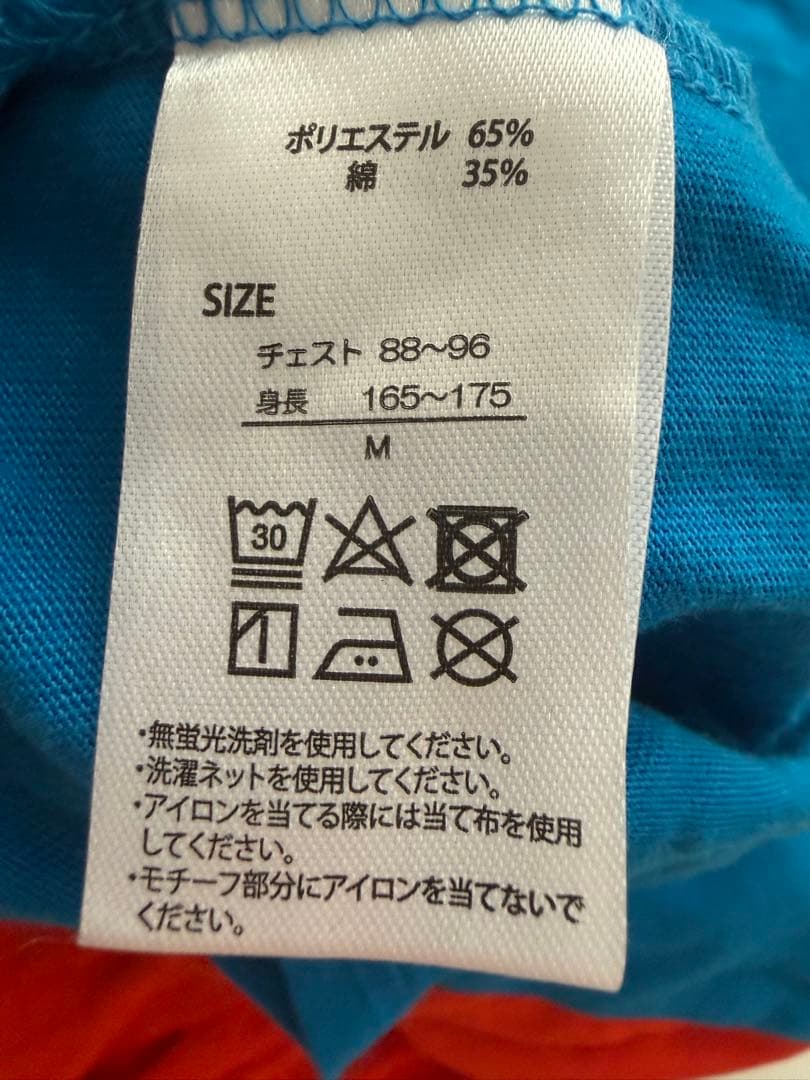 ポリエステル 65%
綿 35%
SIZE
チェスト 88～96
身長 165～175
M
30
・無蛍光洗剤を使用してください。
・洗濯ネットを使用してください。
・アイロンを当てる際には当て布を使用
してください。
・モチーフ部分にアイロンを当てないで
ください。